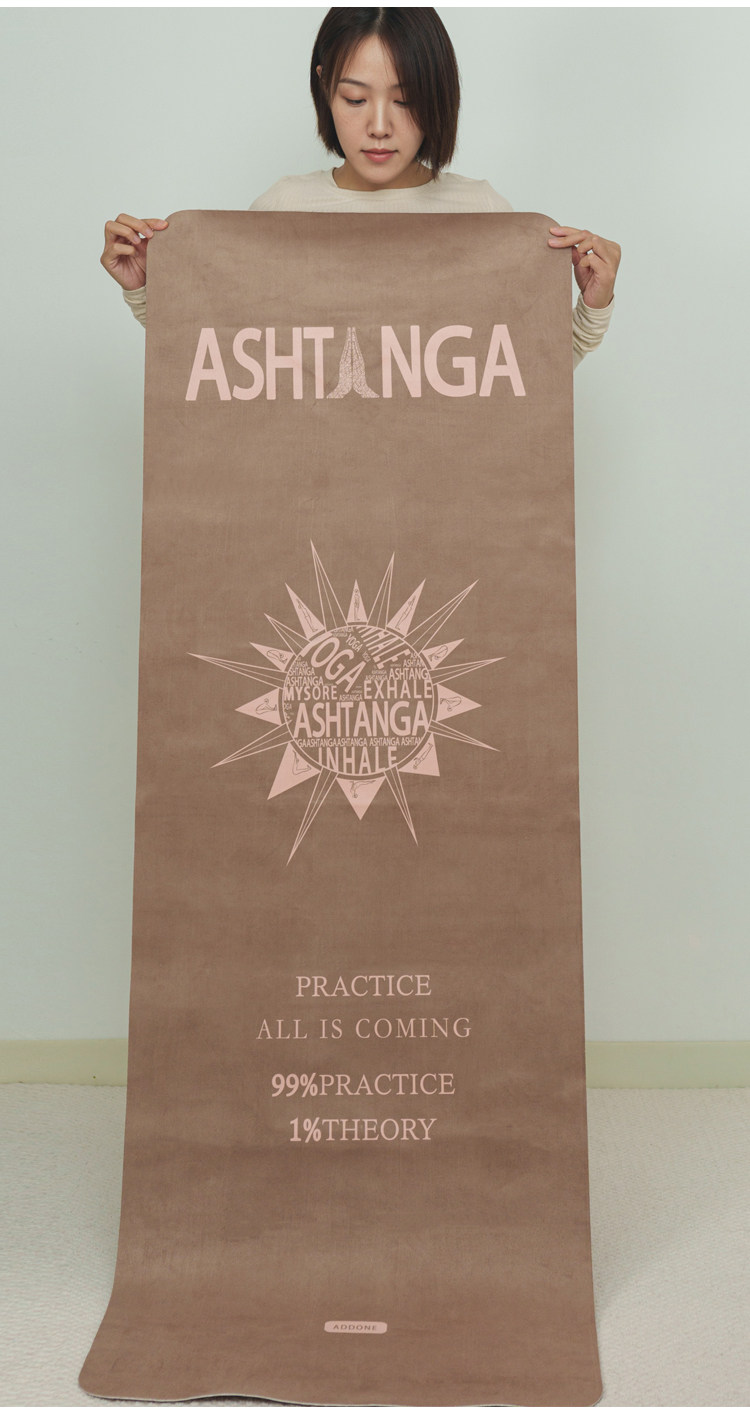 ASHTANGA
INHALE
YOGA
MYSORE EXHALE
ASHTANGA
INHALE
PRACTICE
ALL IS COMING
99%PRACTICE
1%THEORY
ADDONE